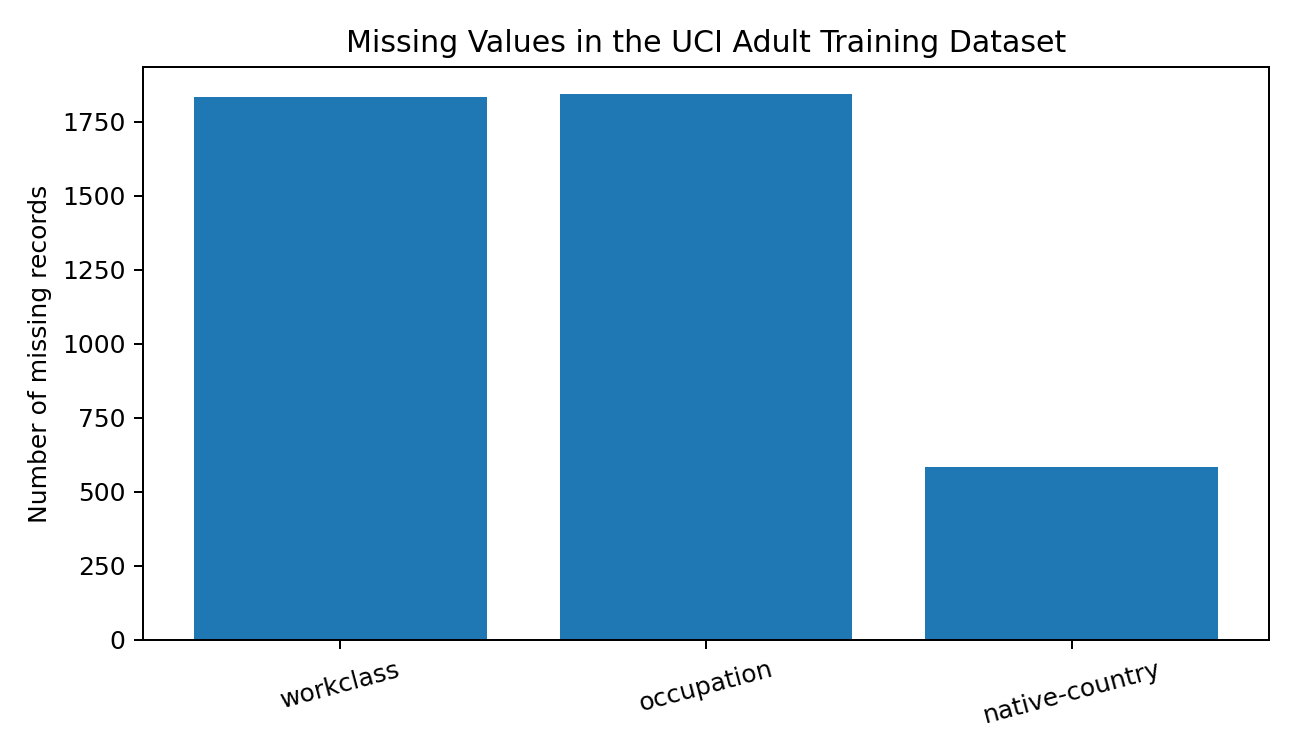 Missing Values in the UCI Adult Training Dataset
Number of missing records
1750
1500
1250
1000
750
500
250
0
workclass
occupation
native-country